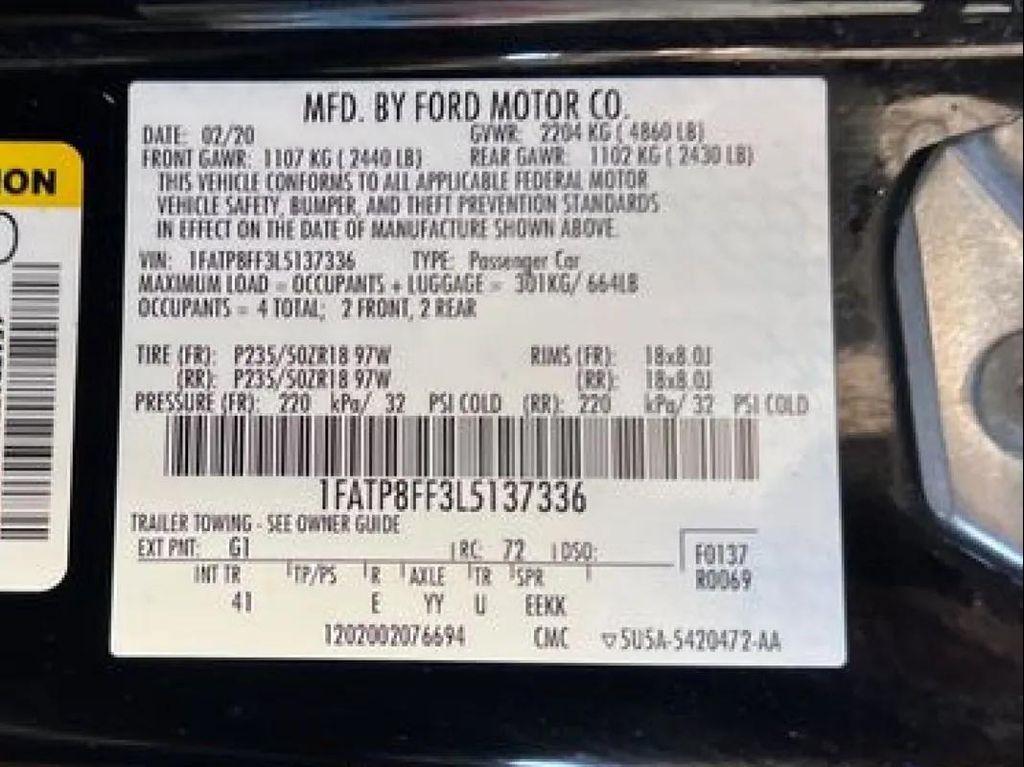 MFD. BY FORD MOTOR CO.
DATE: 02/20 GVWR: 2204 KG ( 4860 LB)
FRONT GAWR: 1107 KG ( 2440 LB) REAR GAWR: 1102 KG ( 2430 LB)
THIS VEHICLE CONFORMS TO ALL APPLICABLE FEDERAL MOTOR
VEHICLE SAFETY, BUMPER, AND THEFT PREVENTION STANDARDS
IN EFFECT ON THE DATE OF MANUFACTURE SHOWN ABOVE.
VIN: 1FATP8FF3L5137336 TYPE: Passenger Car
MAXIMUM LOAD = OCCUPANTS + LUGGAGE = 301KG/ 664LB
OCCUPANTS = 4 TOTAL; 2 FRONT, 2 REAR
TIRE (FR): P235/50ZR18 97W RIMS (FR): 18x8.0J
(RR): P235/50ZR18 97W (RR): 18x8.0J
PRESSURE (FR): 220 kPa/ 32 PSI COLD (RR): 220 kPa/ 32 PSI COLD
1FATP8FF3L5137336
TRAILER TOWING - SEE OWNER GUIDE
EXT PNT: G1 RC: 72 DSO: F0137
INT TR TP/PS R AXLE TR SPR R0069
41 E YY U EEKK
1202002076694 CMC ▽5U5A-5420472-AA
ION